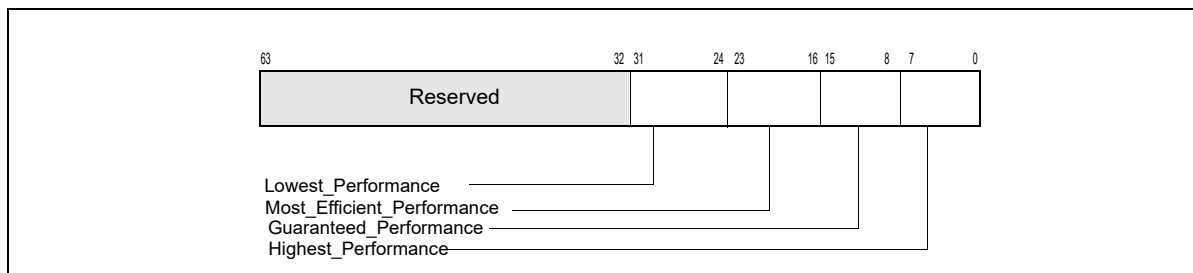 63 32 31 24 23 16 15 8 7 0
Reserved
Lowest_Performance
Most_Efficient_Performance
Guaranteed_Performance
Highest_Performance